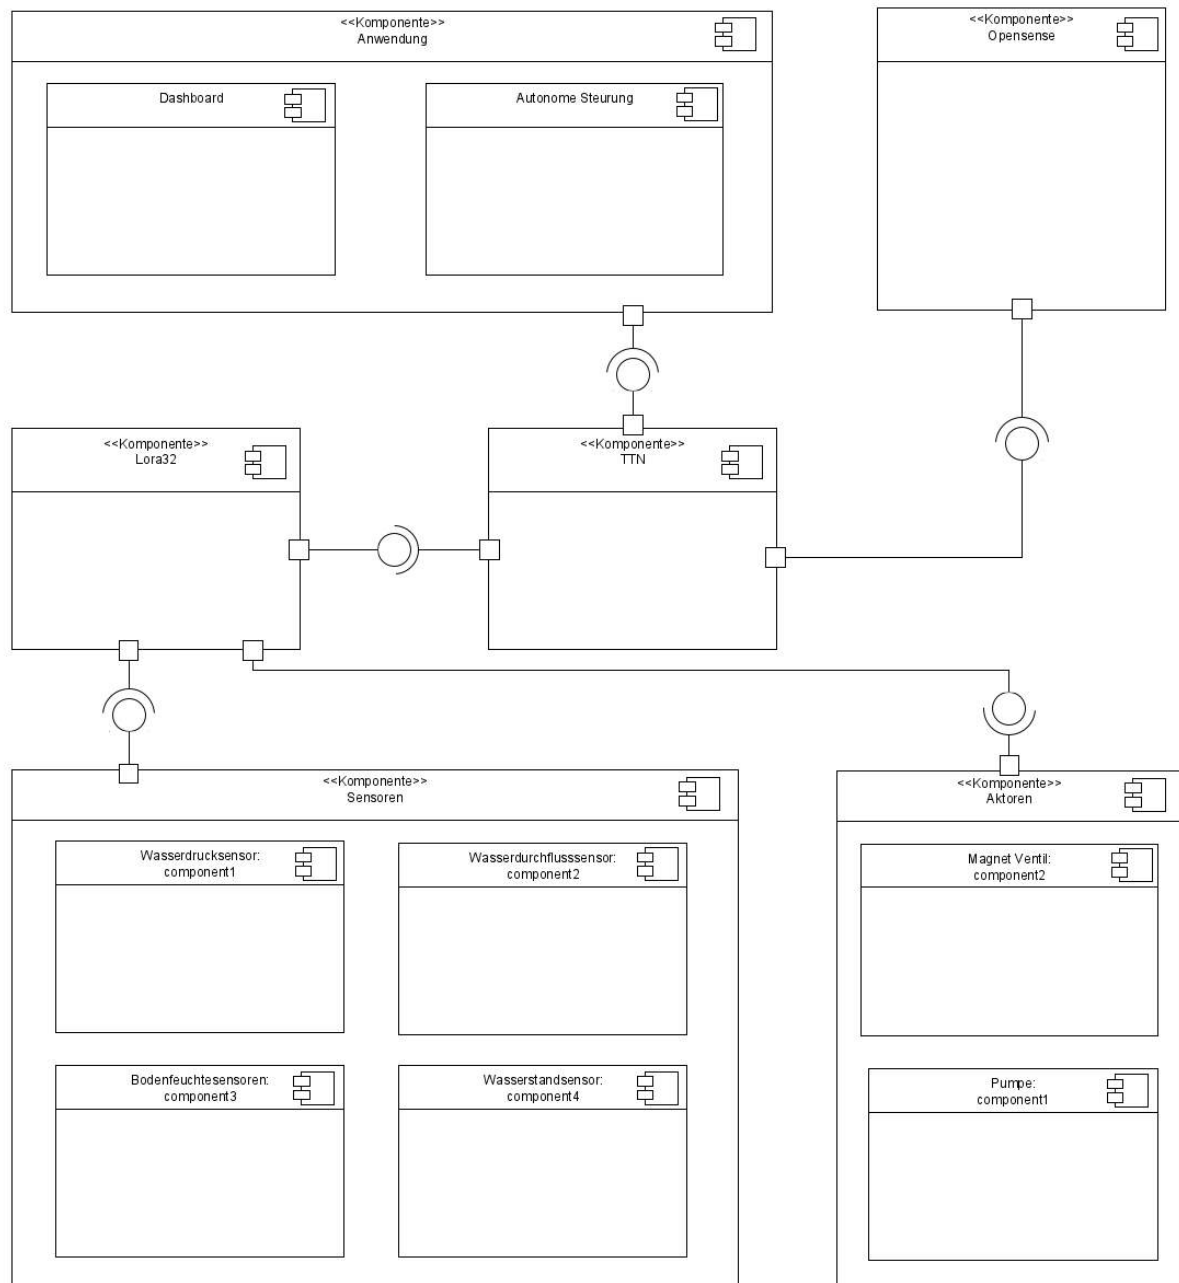 <<Komponente>>
Anwendung
Dashboard
Autonome Steurung
<<Komponente>>
Opensense
<<Komponente>>
Lora32
<<Komponente>>
TTN
<<Komponente>>
Sensoren
Wasserdrucksensor:
component1
Wasserdurchflusssensor:
component2
Bodenfeuchtesensoren:
component3
Wasserstandsensor:
component4
<<Komponente>>
Aktoren
Magnet Ventil:
component2
Pumpe:
component1